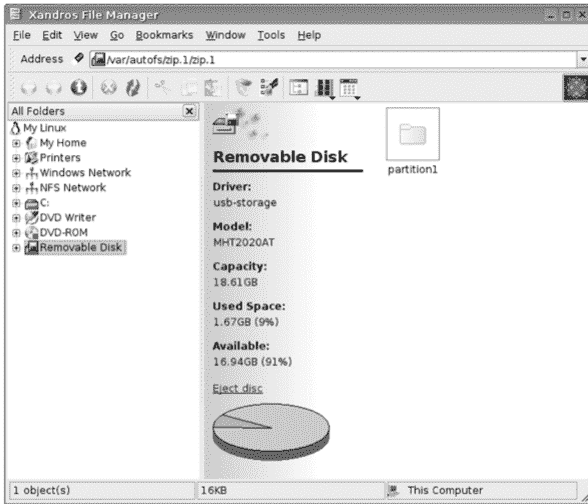 Xandros File Manager
File Edit View Go Bookmarks Window Tools Help
Address /var/autofs/zip.1/zip.1
All Folders
My Linux
My Home
Printers
Windows Network
NFS Network
C:
DVD Writer
DVD-ROM
Removable Disk
Removable Disk
Driver:
usb-storage
Model:
MHT2020AT
Capacity:
18.61GB
Used Space:
1.67GB (9%)
Available:
16.94GB (91%)
Eject disc
partition1
1 object(s) 16KB This Computer